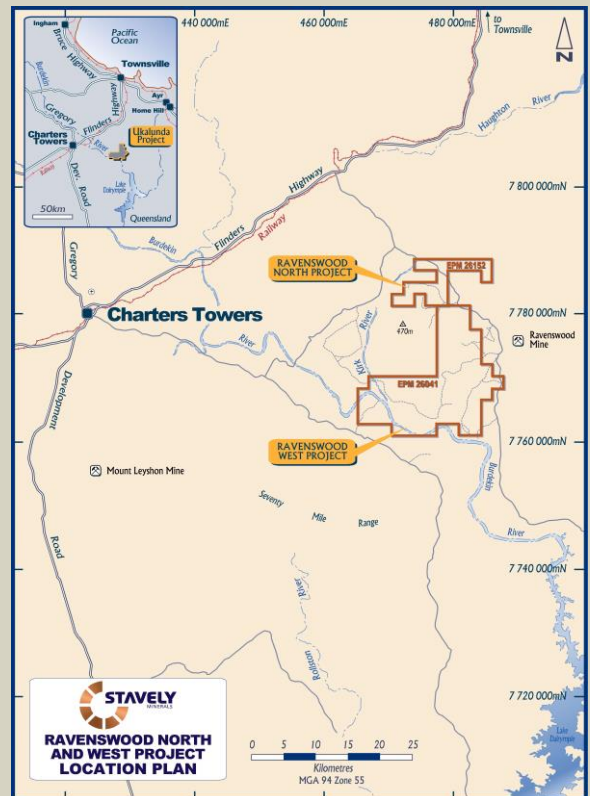 440 000mE
460 000mE
480 000mE
to
Townsville
N
Ingham
Bruce
Highway
Pacific
Ocean
Townsville
Ayr
Home Hill
Gregory
Burdekin
Highway
Flinders
Charters
Towers
River
Ukalunda
Project
Railway
Dev.
Road
Lake
Dalrymple
50km
Queensland
Haughton
River
7 800 000mN
Highway
Flinders
Railway
Burdekin
Gregory
RAVENSWOOD
NORTH PROJECT
EPM 26152
7 780 000mN
Charters Towers
River
River
470m
Ravenswood
Mine
Kirk
EPM 26041
Development
7 760 000mN
RAVENSWOOD
WEST PROJECT
Mount Leyshon Mine
Burdekin
Seventy
Mile
Range
River
Road
7 740 000mN
River
Rollston
STAVELY
MINERALS
RAVENSWOOD NORTH
AND WEST PROJECT
LOCATION PLAN
7 720 000mN
Lake
Dalrymple
0 5 10 15 20 25
Kilometres
MGA 94 Zone 55